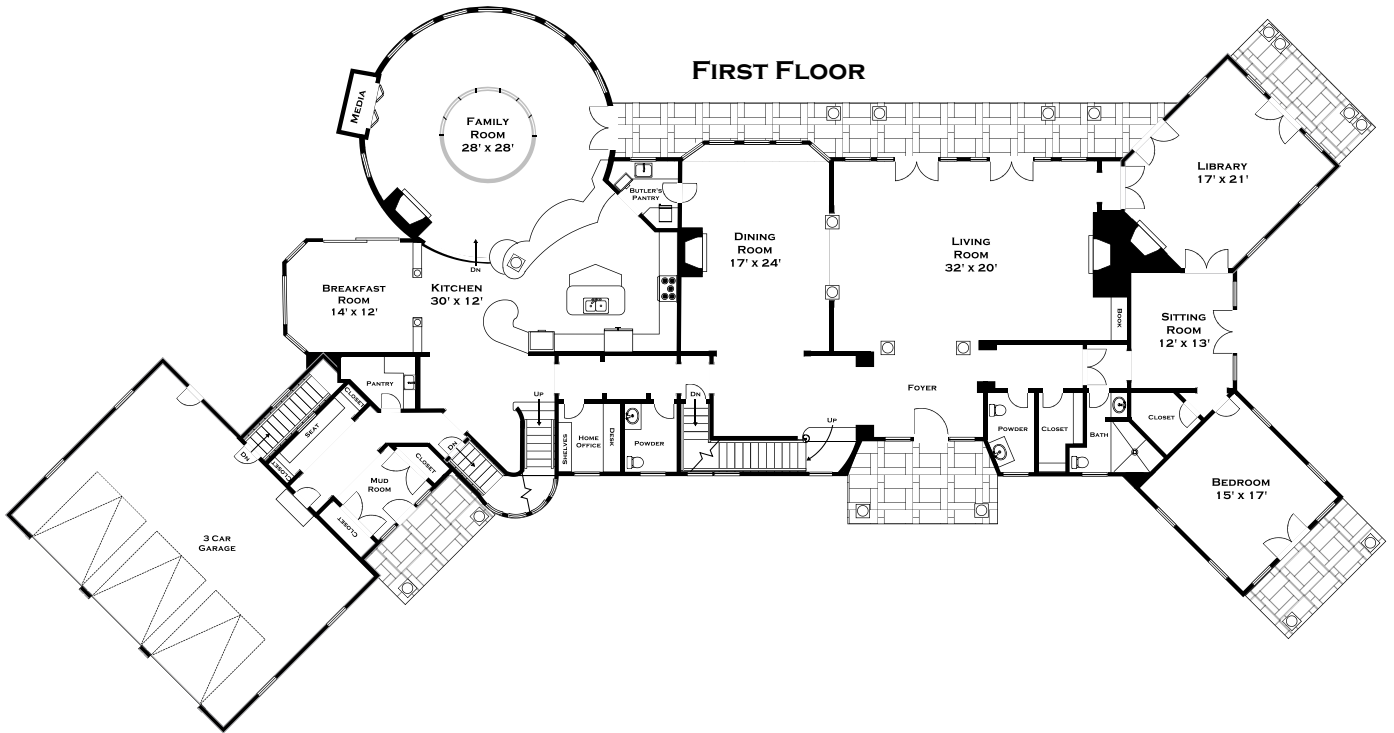 FIRST FLOOR
MEDIA
FAMILY
ROOM
28' X 28'
BUTLER'S
PANTRY
LIBRARY
17' X 21'
DINING
ROOM
17' X 24'
LIVING
ROOM
32' X 20'
DN
BREAKFAST
ROOM
14' X 12'
KITCHEN
30' X 12'
BOOK
SITTING
ROOM
12' X 13'
PANTRY
CLOSET
SEAT
CLOSET
DN
UP
SHELVES
HOME
OFFICE
DESK
POWDER
DN
UP
FOYER
POWDER
CLOSET
BATH
CLOSET
DN
CLOSET
MUD
ROOM
CLOSET
BEDROOM
15' X 17'
3 CAR
GARAGE